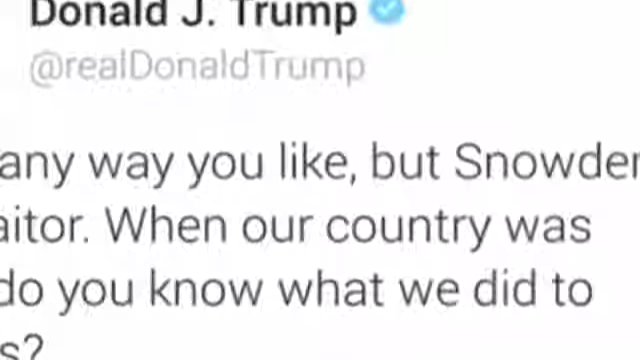 Donald J. Trump
@realDonaldTrump
any way you like, but Snowden
aitor. When our country was
do you know what we did to
s?